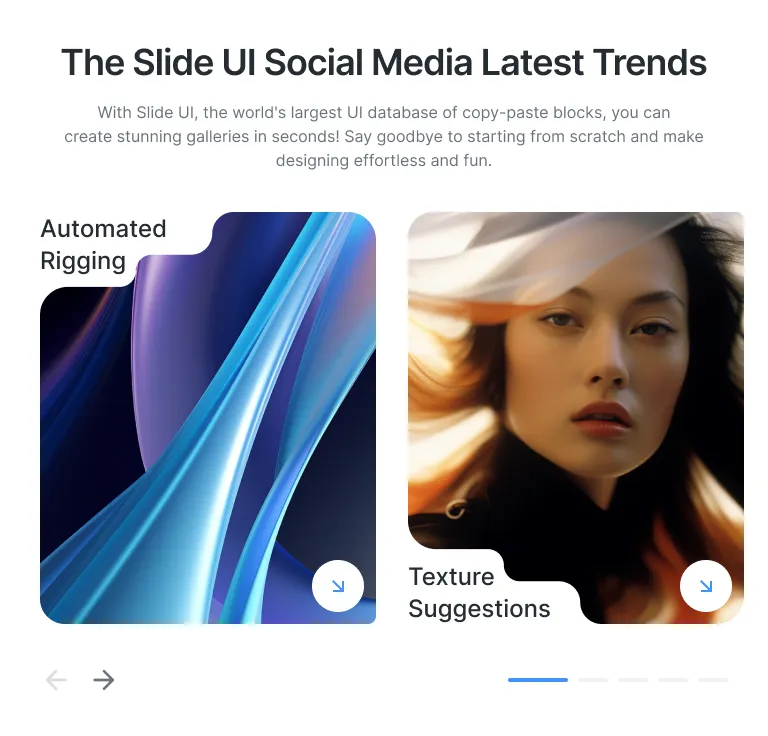 The Slide UI Social Media Latest Trends
With Slide UI, the world's largest UI database of copy-paste blocks, you can
create stunning galleries in seconds! Say goodbye to starting from scratch and make
designing effortless and fun.
Automated
Rigging
Texture
Suggestions